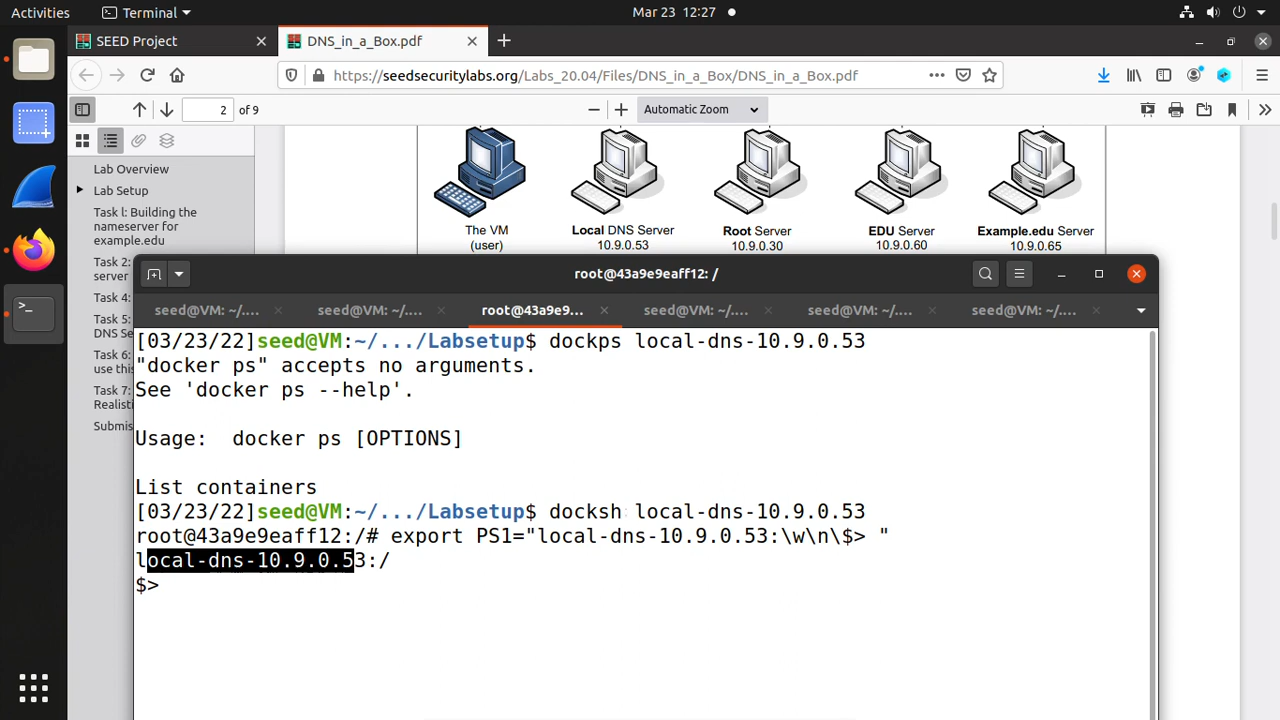 Activities
Terminal
Mar 23 12:27
SEED Project
DNS_in_a_Box.pdf
https://seedsecuritylabs.org/Labs_20.04/Files/DNS_in_a_Box/DNS_in_a_Box.pdf
2
of 9
Automatic Zoom
Lab Overview
Lab Setup
Task l: Building the
nameserver for
example.edu
Task 2:
server
Task 4:
Task 5:
DNS Se
Task 6:
use this
Task 7:
Realisti
Submis
The VM
(user)
Local DNS Server
10.9.0.53
Root Server
10.9.0.30
EDU Server
10.9.0.60
Example.edu Server
10.9.0.65
root@43a9e9eaff12: /
seed@VM: ~/....
seed@VM: ~/....
root@43a9e9...
seed@VM: ~/....
seed@VM: ~/....
seed@VM: ~/....
[03/23/22]seed@VM:~/.../Labsetup$ dockps local-dns-10.9.0.53
"docker ps" accepts no arguments.
See 'docker ps --help'.
Usage:  docker ps [OPTIONS]
List containers
[03/23/22]seed@VM:~/.../Labsetup$ docksh local-dns-10.9.0.53
root@43a9e9eaff12:/# export PS1="local-dns-10.9.0.53:\w\n\$> "
local-dns-10.9.0.53:/
$>